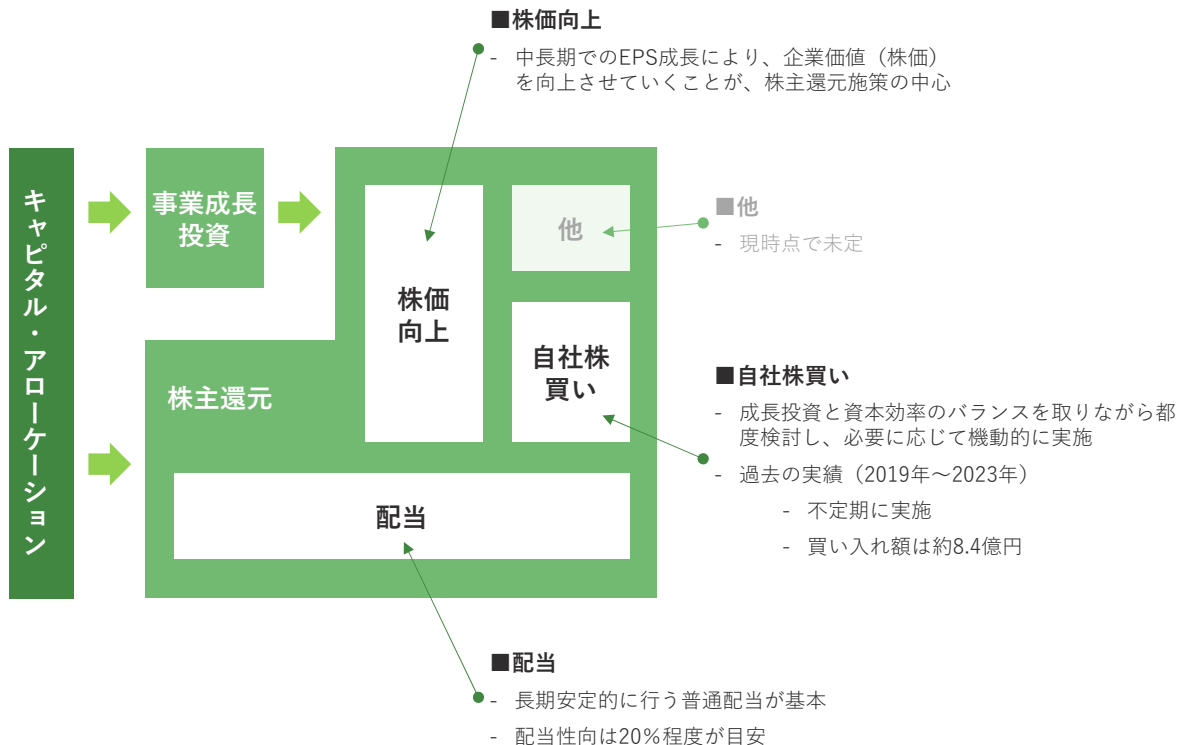 ■株価向上
- 中長期でのEPS成長により、企業価値（株価）
を向上させていくことが、株主還元施策の中心
キャピタル・アローケーション
事業成長
投資
株価
向上
他
■他
- 現時点で未定
自社株
買い
株主還元
■自社株買い
- 成長投資と資本効率のバランスを取りながら都
度検討し、必要に応じて機動的に実施
- 過去の実績（2019年～2023年）
- 不定期に実施
- 買い入れ額は約8.4億円
配当
■配当
- 長期安定的に行う普通配当が基本
- 配当性向は20%程度が目安